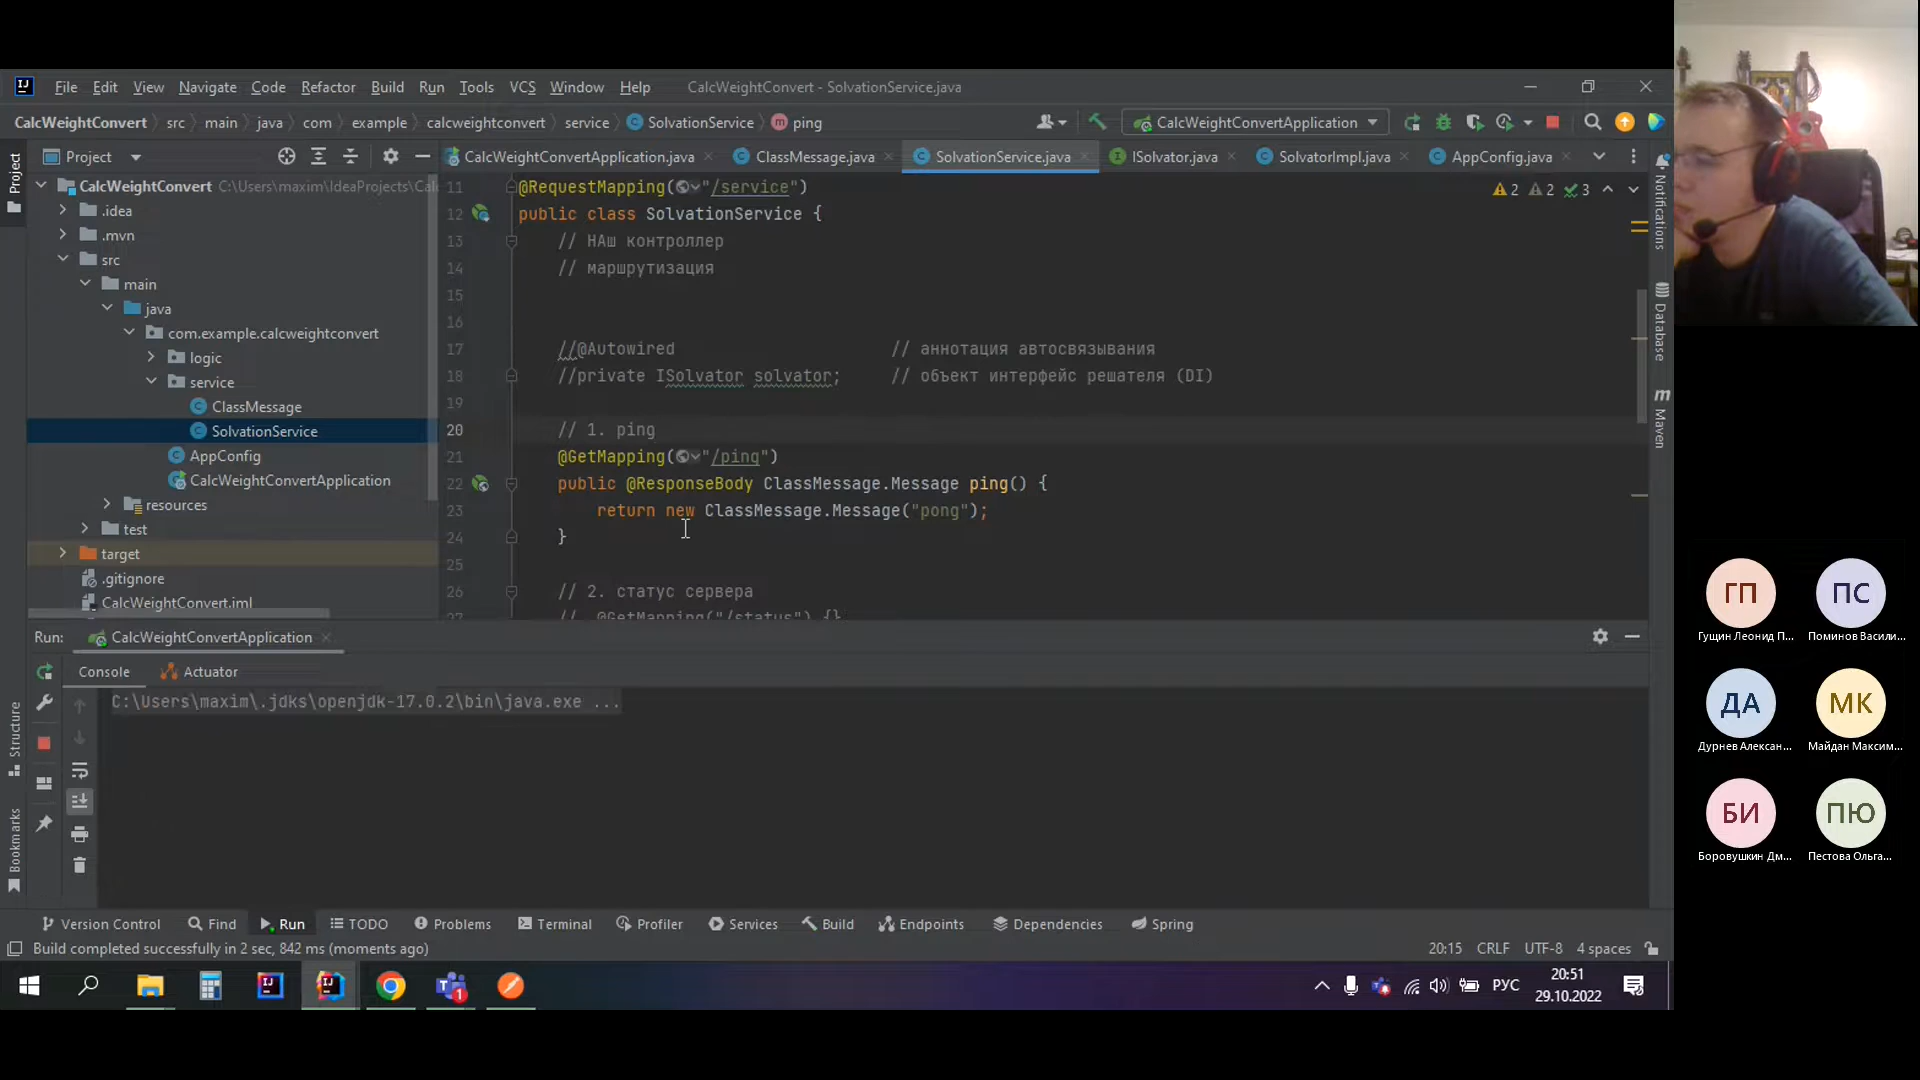 File Edit View Navigate Code Refactor Build Run Tools VCS Window Help CalcWeightConvert - SolvationService.java
CalcWeightConvert src main java com example calcweightconvert service SolvationService ping CalcWeightConvertApplication
Project
CalcWeightConvertApplication.java ClassMessage.java SolvationService.java ISolvator.java SolvatorImpl.java AppConfig.java
CalcWeightConvert C:\Users\maxim\IdeaProjects\Cal
.idea
.mvn
src
main
java
com.example.calcweightconvert
logic
service
ClassMessage
SolvationService
AppConfig
CalcWeightConvertApplication
resources
test
target
.gitignore
CalcWeightConvert.iml
2 2 3
11 @RequestMapping("/service")
12 public class SolvationService {
13 // НАш контроллер
14 // маршрутизация
15
16
17 //@Autowired // аннотация автосвязывания
18 //private ISolvator solvator; // объект интерфейс решателя (DI)
19
20 // 1. ping
21 @GetMapping("/ping")
22 public @ResponseBody ClassMessage.Message ping() {
23 return new ClassMessage.Message("pong");
24 }
25
26 // 2. статус сервера
27 // @GetMapping("/status") {}
Project
Structure
Bookmarks
Notifications
Database
Maven
Run: CalcWeightConvertApplication
Console Actuator
C:\Users\maxim\.jdks\openjdk-17.0.2\bin\java.exe ...
Version Control Find Run TODO Problems Terminal Profiler Services Build Endpoints Dependencies Spring
Build completed successfully in 2 sec, 842 ms (moments ago) 20:15 CRLF UTF-8 4 spaces
1
РУС
20:51
29.10.2022
ГП ПС
Гущин Леонид П... Поминов Васили...
ДА МК
Дурнев Алексан... Майдан Максим...
БИ ПЮ
Боровушкин Дм... Пестова Ольга...